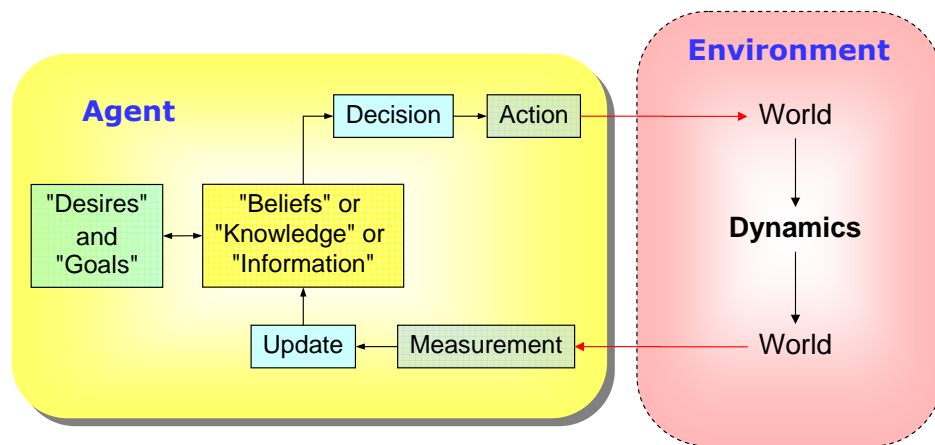 Agent
Decision
Action
"Desires"
and
"Goals"
"Beliefs" or
"Knowledge" or
"Information"
Update
Measurement
Environment
World
Dynamics
World